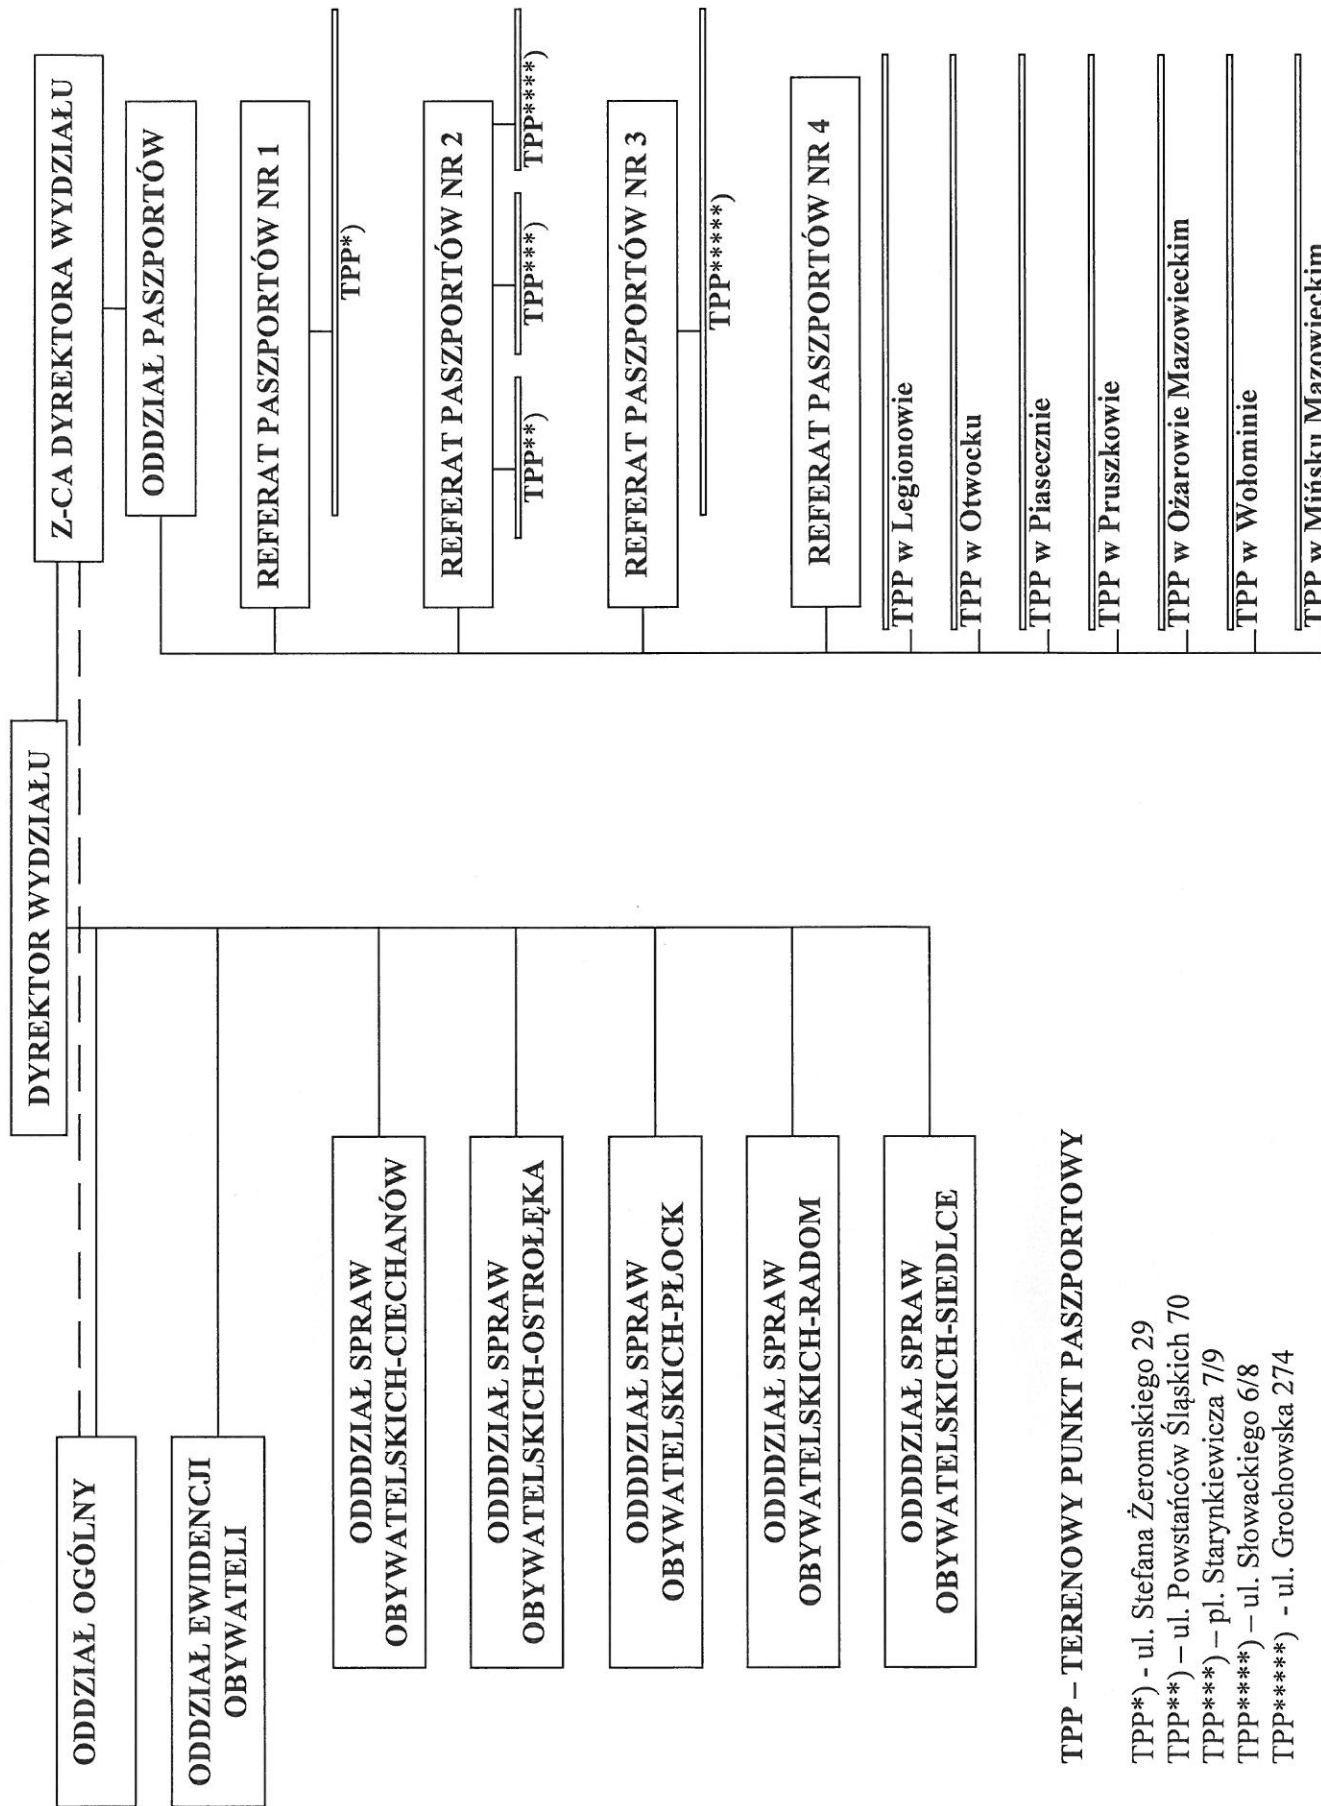 DYREKTOR WYDZIAŁU
Z-CA DYREKTORA WYDZIAŁU
ODDZIAŁ OGÓLNY
ODDZIAŁ EWIDENCJI
OBYWATELI
ODDDZIAŁ SPRAW
OBYWATELSKICH-CIECHANÓW
ODDDZIAŁ SPRAW
OBYWATELSKICH-OSTROŁĘKA
ODDDZIAŁ SPRAW
OBYWATELSKICH-PŁOCK
ODDDZIAŁ SPRAW
OBYWATELSKICH-RADOM
ODDDZIAŁ SPRAW
OBYWATELSKICH-SIEDLCE
ODDZIAŁ PASZPORTÓW
REFERAT PASZPORTÓW NR 1
TPP*)
REFERAT PASZPORTÓW NR 2
TPP**)
TPP***)
TPP****)
REFERAT PASZPORTÓW NR 3
TPP*****)
REFERAT PASZPORTÓW NR 4
TPP w Legionowie
TPP w Otwocku
TPP w Piasecznie
TPP w Pruszkowie
TPP w Ożarowie Mazowieckim
TPP w Wołominie
TPP w Mińsku Mazowieckim
TPP – TERENOWY PUNKT PASZPORTOWY
TPP*) - ul. Stefana Żeromskiego 29
TPP**) – ul. Powstańców Śląskich 70
TPP***) – pl. Starynkiewicza 7/9
TPP****) – ul. Słowackiego 6/8
TPP*****) - ul. Grochowska 274